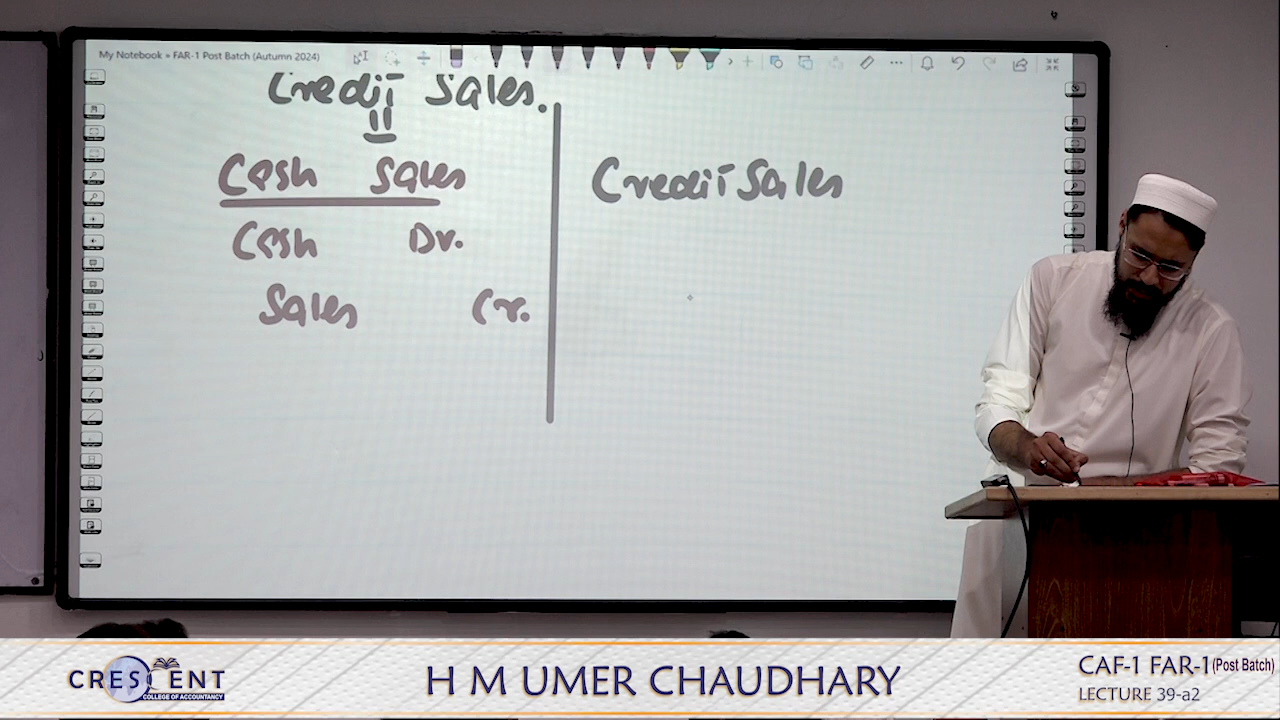 My Notebook » FAR-1 Post Batch (Autumn 2024)
Credit Sales.
Cash Sales
Cash Dr.
Sales Cr.
Credit Sales
CRESCENT
COLLEGE OF ACCOUNTANCY
H M UMER CHAUDHARY
CAF-1 FAR-1 (Post Batch)
LECTURE 39-a2